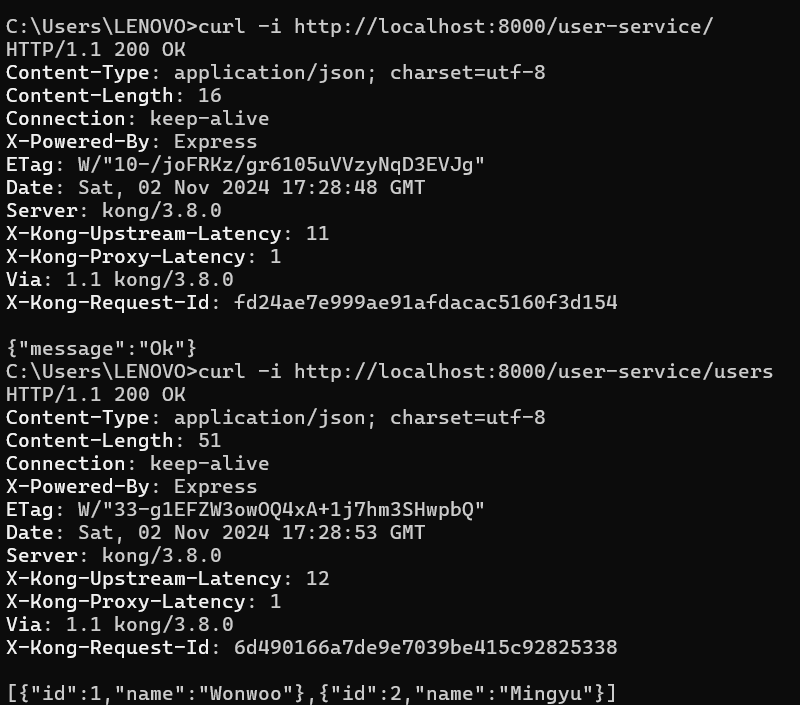 C:\Users\LENOVO>curl -i http://localhost:8000/user-service/
HTTP/1.1 200 OK
Content-Type: application/json; charset=utf-8
Content-Length: 16
Connection: keep-alive
X-Powered-By: Express
ETag: W/"10-/joFRKz/gr6105uVVzyNqD3EVJg"
Date: Sat, 02 Nov 2024 17:28:48 GMT
Server: kong/3.8.0
X-Kong-Upstream-Latency: 11
X-Kong-Proxy-Latency: 1
Via: 1.1 kong/3.8.0
X-Kong-Request-Id: fd24ae7e999ae91afdacac5160f3d154

{"message":"Ok"}
C:\Users\LENOVO>curl -i http://localhost:8000/user-service/users
HTTP/1.1 200 OK
Content-Type: application/json; charset=utf-8
Content-Length: 51
Connection: keep-alive
X-Powered-By: Express
ETag: W/"33-g1EFZW3owOQ4xA+1j7hm3SHwpbQ"
Date: Sat, 02 Nov 2024 17:28:53 GMT
Server: kong/3.8.0
X-Kong-Upstream-Latency: 12
X-Kong-Proxy-Latency: 1
Via: 1.1 kong/3.8.0
X-Kong-Request-Id: 6d490166a7de9e7039be415c92825338

[{"id":1,"name":"Wonwoo"},{"id":2,"name":"Mingyu"}]